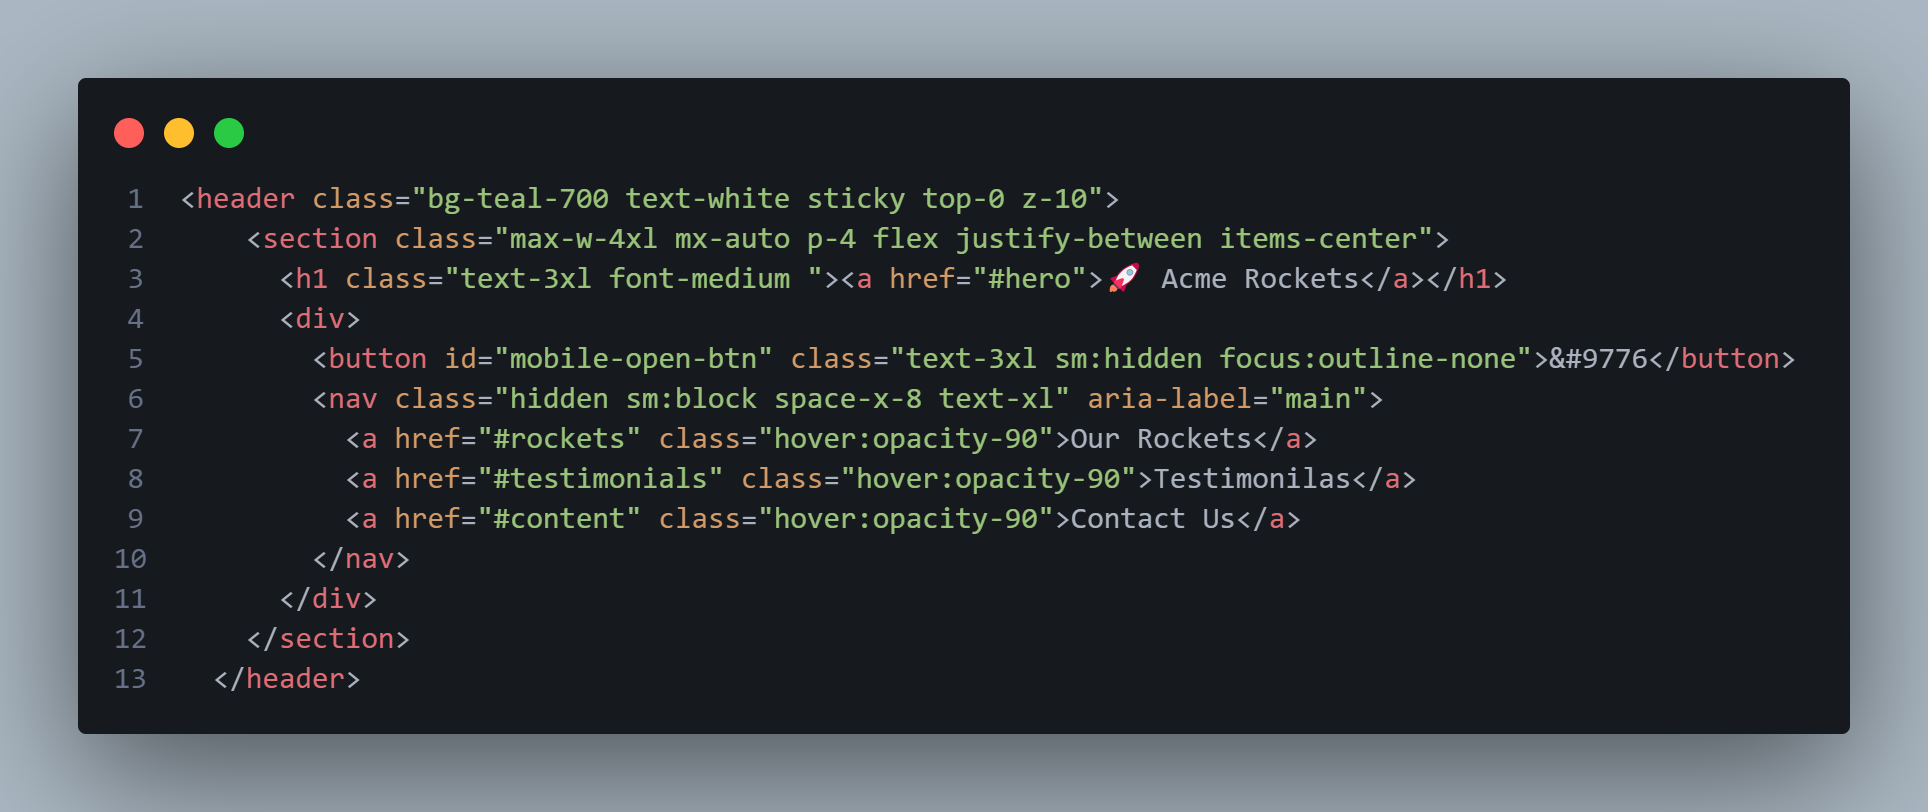 1 <header class="bg-teal-700 text-white sticky top-0 z-10">
2     <section class="max-w-4xl mx-auto p-4 flex justify-between items-center">
3       <h1 class="text-3xl font-medium "><a href="#hero">🚀 Acme Rockets</a></h1>
4       <div>
5         <button id="mobile-open-btn" class="text-3xl sm:hidden focus:outline-none">&#9776</button>
6         <nav class="hidden sm:block space-x-8 text-xl" aria-label="main">
7           <a href="#rockets" class="hover:opacity-90">Our Rockets</a>
8           <a href="#testimonials" class="hover:opacity-90">Testimonilas</a>
9           <a href="#content" class="hover:opacity-90">Contact Us</a>
10         </nav>
11       </div>
12     </section>
13   </header>